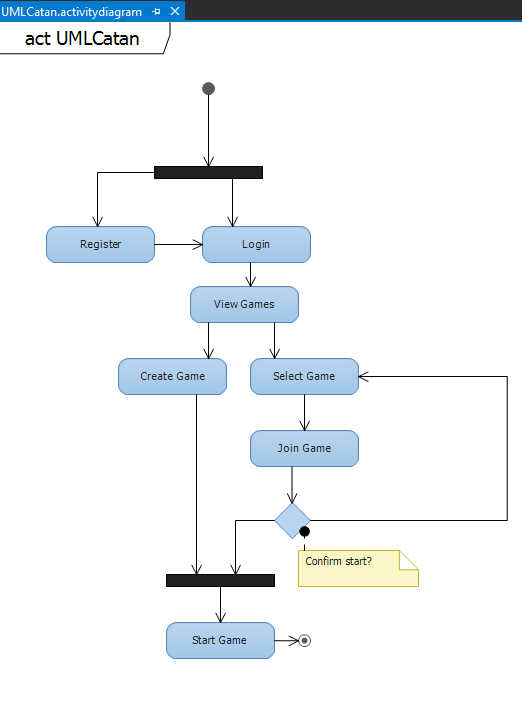 UMLCatan.activitydiagram
act UMLCatan
Register
Login
View Games
Create Game
Select Game
Join Game
Confirm start?
Start Game